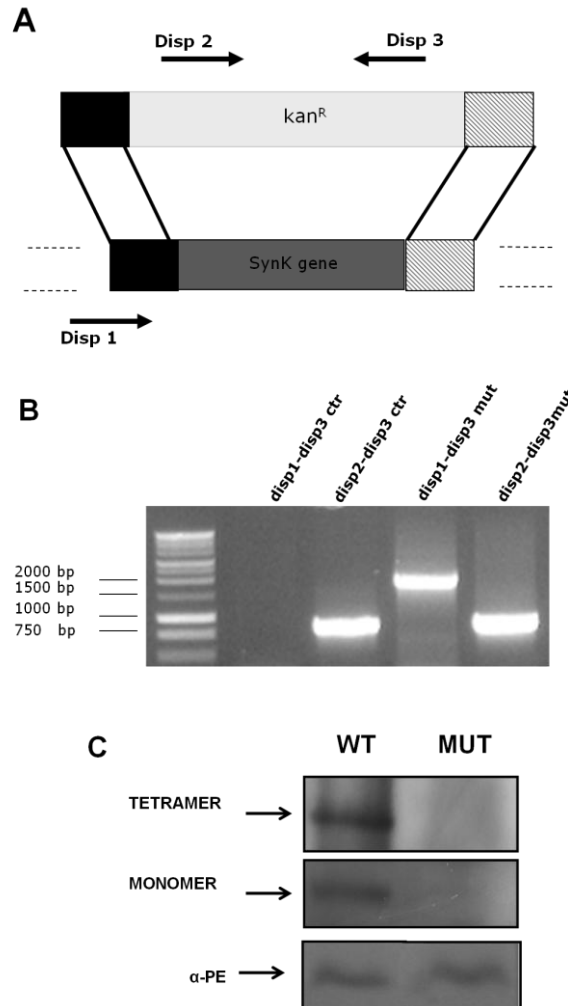 A
Disp 2
Disp 3
kanR
SynK gene
Disp 1
B
disp1-disp3 ctr
disp2-disp3 ctr
disp1-disp3 mut
disp2-disp3mut
2000 bp
1500 bp
1000 bp
750 bp
C
WT MUT
TETRAMER
MONOMER
α-PE